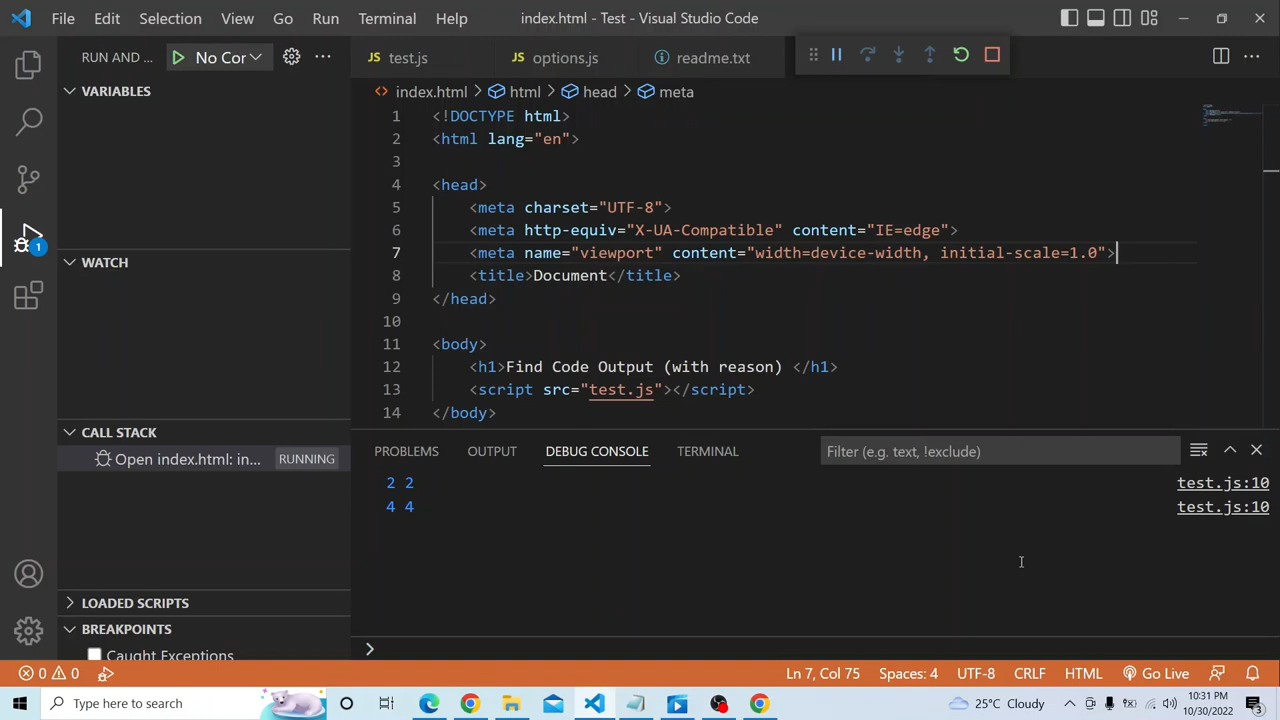 File Edit Selection View Go Run Terminal Help
index.html - Test - Visual Studio Code
RUN AND ... No Cor
test.js options.js readme.txt
JS JS
VARIABLES
WATCH
CALL STACK
Open index.html: in... RUNNING
LOADED SCRIPTS
BREAKPOINTS
Caught Exceptions
1
index.html > html > head > meta
1 <!DOCTYPE html>
2 <html lang="en">
3
4 <head>
5 <meta charset="UTF-8">
6 <meta http-equiv="X-UA-Compatible" content="IE=edge">
7 <meta name="viewport" content="width=device-width, initial-scale=1.0">
8 <title>Document</title>
9 </head>
10
11 <body>
12 <h1>Find Code Output (with reason) </h1>
13 <script src="test.js"></script>
14 </body>
PROBLEMS OUTPUT DEBUG CONSOLE TERMINAL Filter (e.g. text, !exclude)
2 2 test.js:10
4 4 test.js:10
>
0 0 Ln 7, Col 75 Spaces: 4 UTF-8 CRLF HTML Go Live
Type here to search 25°C Cloudy 10:31 PM
10/30/2022
3